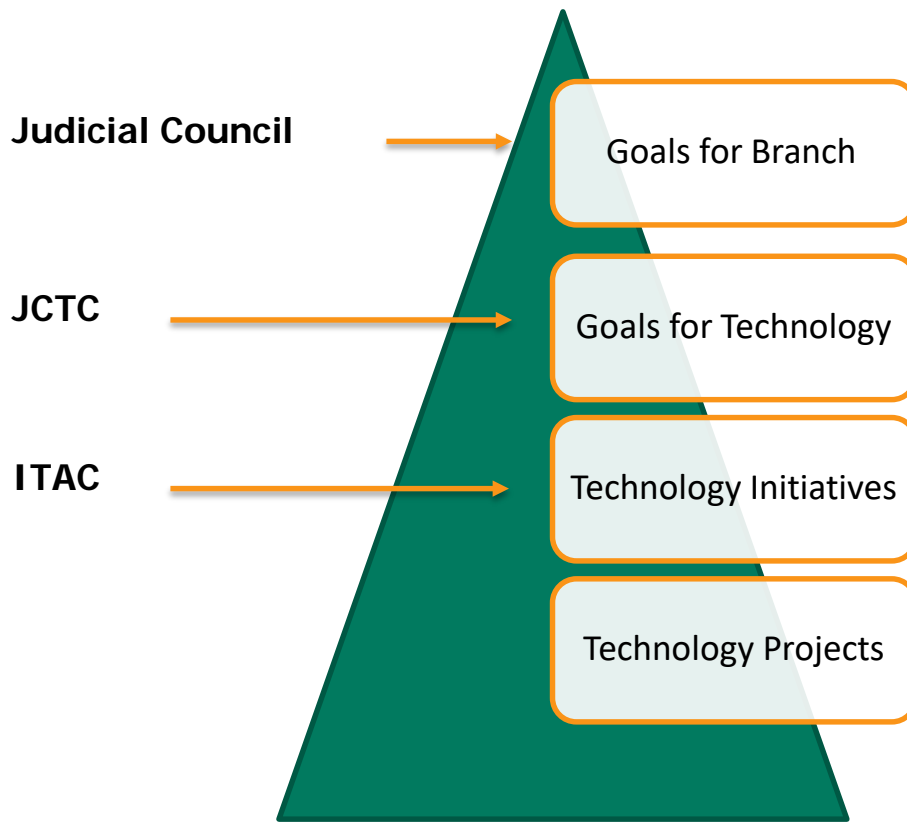 Judicial Council
Goals for Branch
JCTC
Goals for Technology
ITAC
Technology Initiatives
Technology Projects